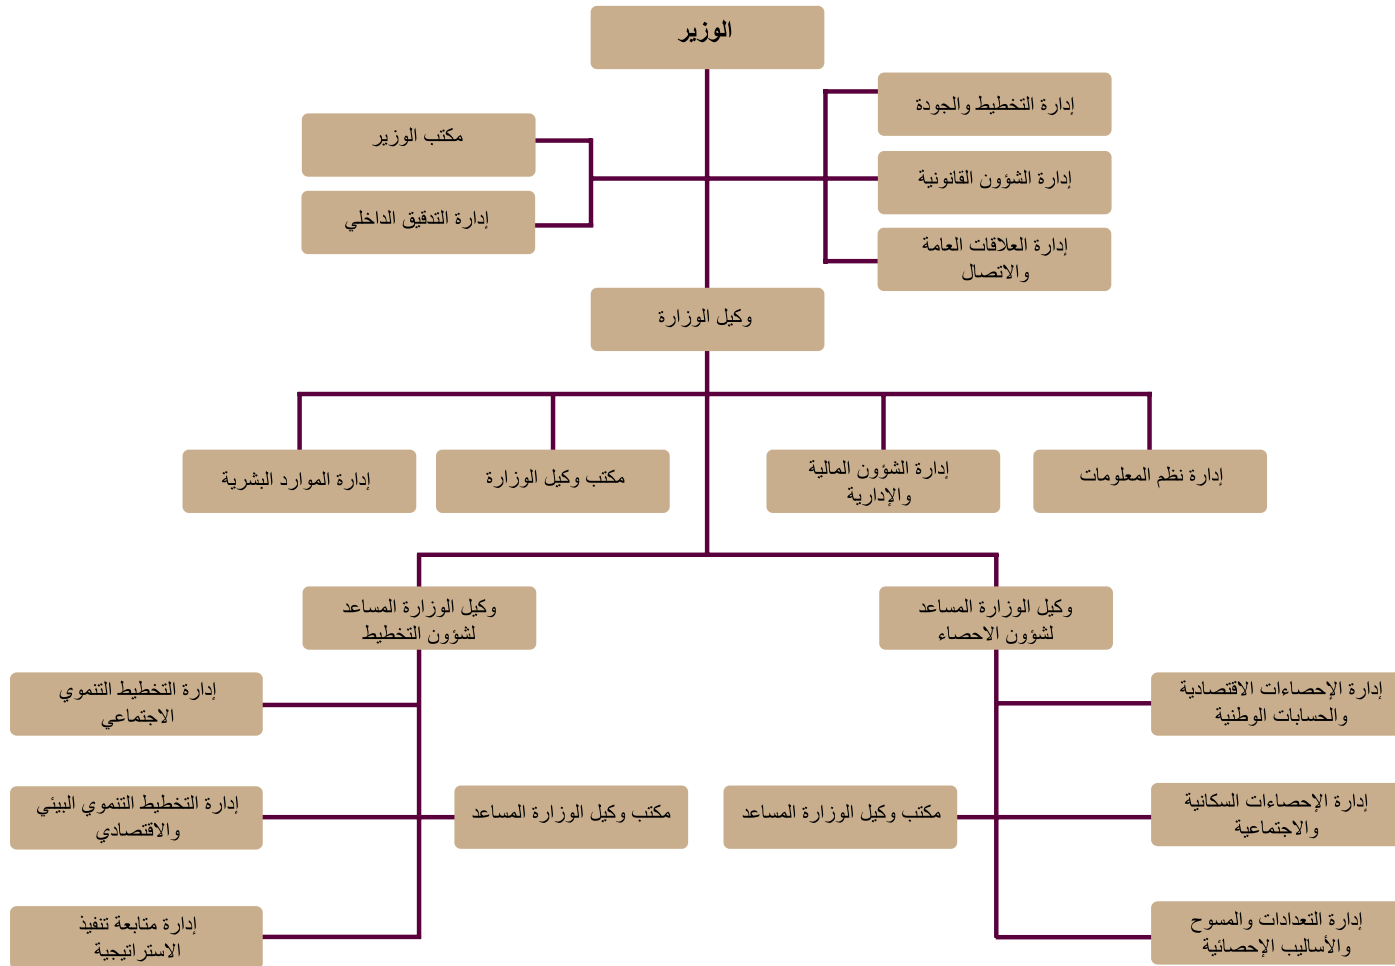 الوزير
إدارة التخطيط والجودة
مكتب الوزير
إدارة الشؤون القانونية
إدارة التدقيق الداخلي
إدارة العلاقات العامة
والاتصال
وكيل الوزارة
إدارة نظم المعلومات
إدارة الشؤون المالية
والإدارية
مكتب وكيل الوزارة
إدارة الموارد البشرية
وكيل الوزارة المساعد
لشؤون الاحصاء
وكيل الوزارة المساعد
لشؤون التخطيط
إدارة الإحصاءات الاقتصادية
والحسابات الوطنية
إدارة التخطيط التنموي
الاجتماعي
إدارة الإحصاءات السكانية
والاجتماعية
مكتب وكيل الوزارة المساعد
مكتب وكيل الوزارة المساعد
إدارة التخطيط التنموي البيئي
والاقتصادي
إدارة التعدادات والمسوح
والأساليب الإحصائية
إدارة متابعة تنفيذ
الاستراتيجية